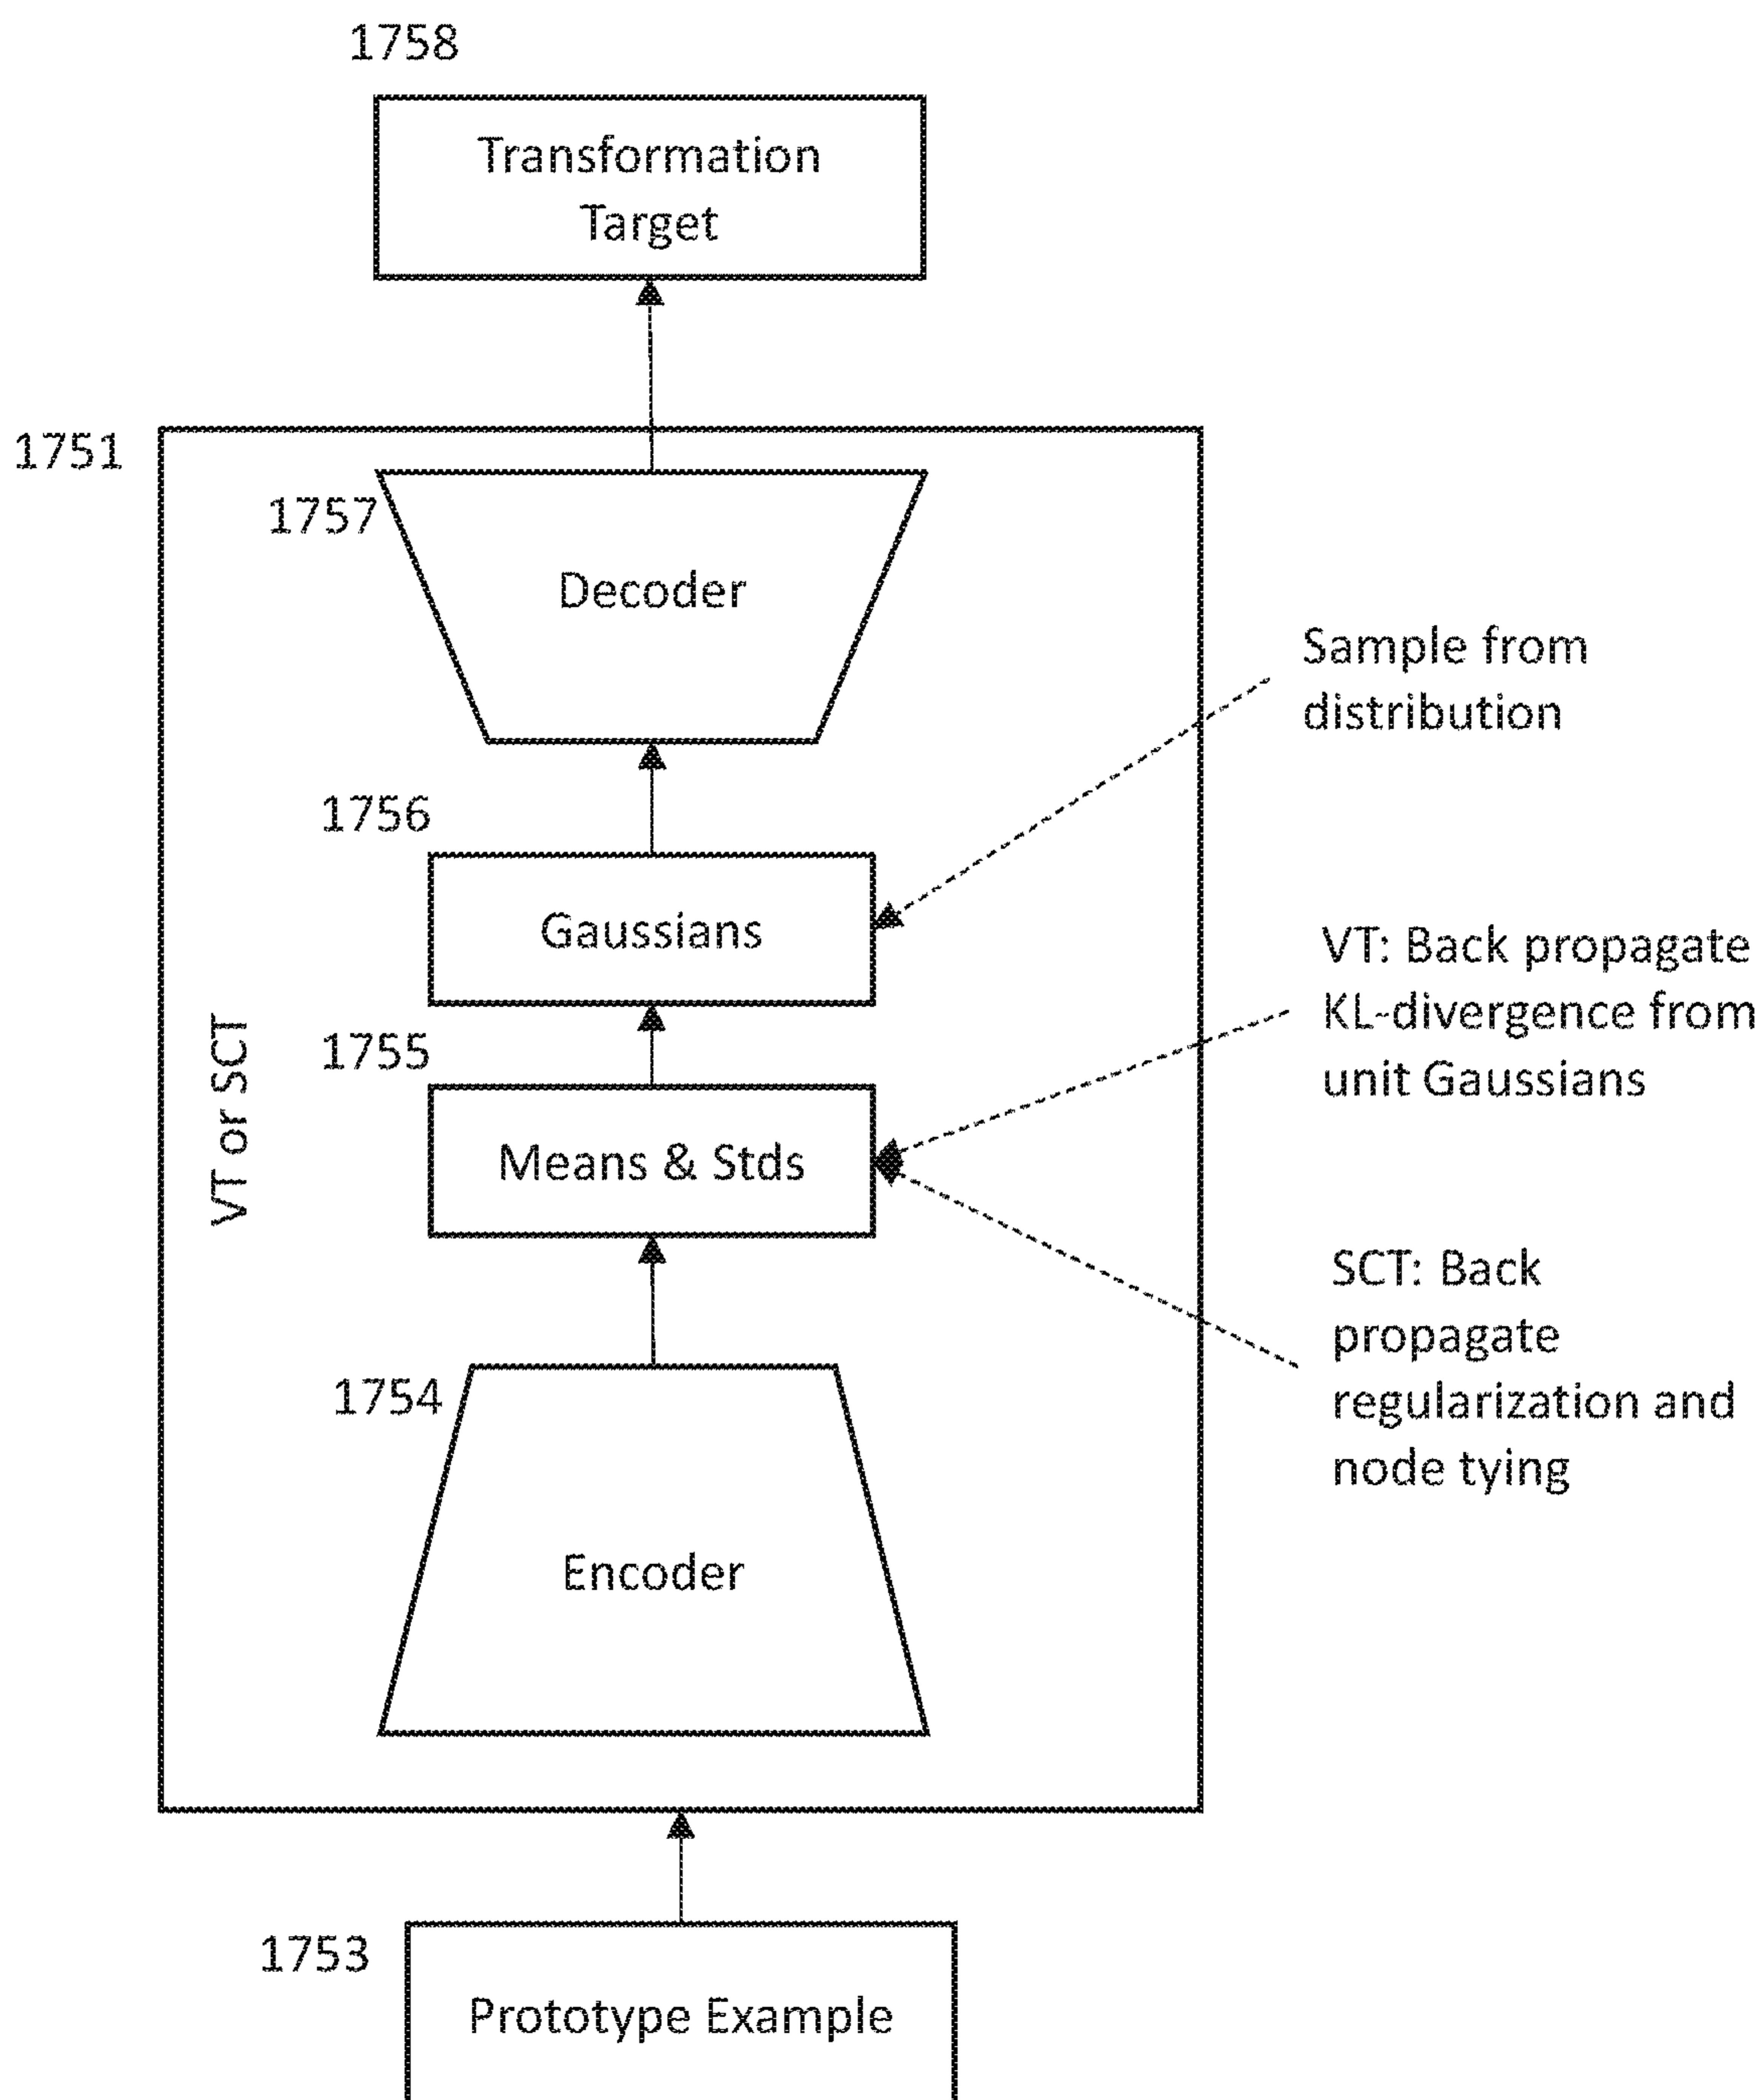 1758
Transformation
Target
1751
1757
Decoder
Sample from
distribution
1756
Gaussians
VT: Back propagate
KL-divergence from
unit Gaussians
1755
Means & Stds
VT or SCT
SCT: Back
propagate
regularization and
node tying
1754
Encoder
1753
Prototype Example